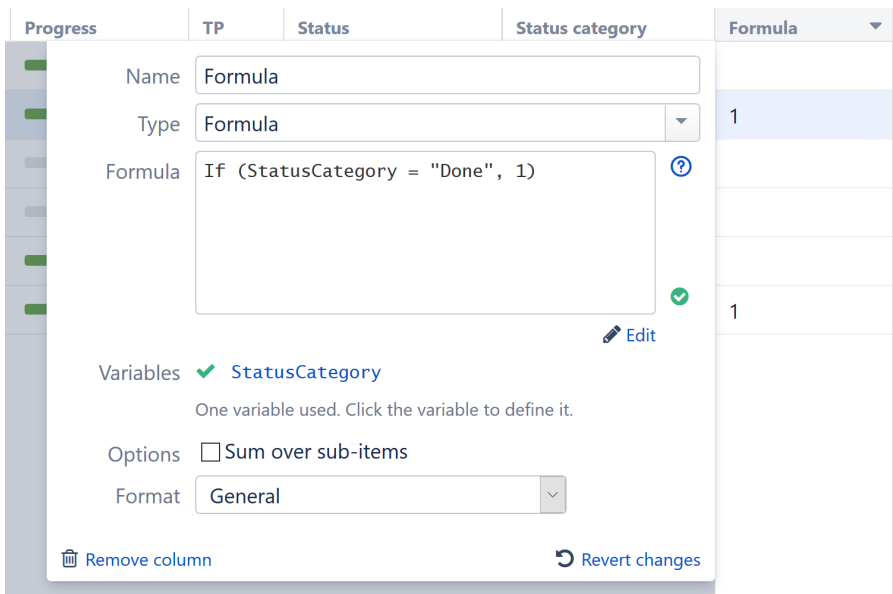 Progress TP Status Status category Formula
Name Formula
Type Formula
1
Formula If (StatusCategory = "Done", 1)
1
Edit
Variables StatusCategory
One variable used. Click the variable to define it.
Options Sum over sub-items
Format General
Remove column Revert changes